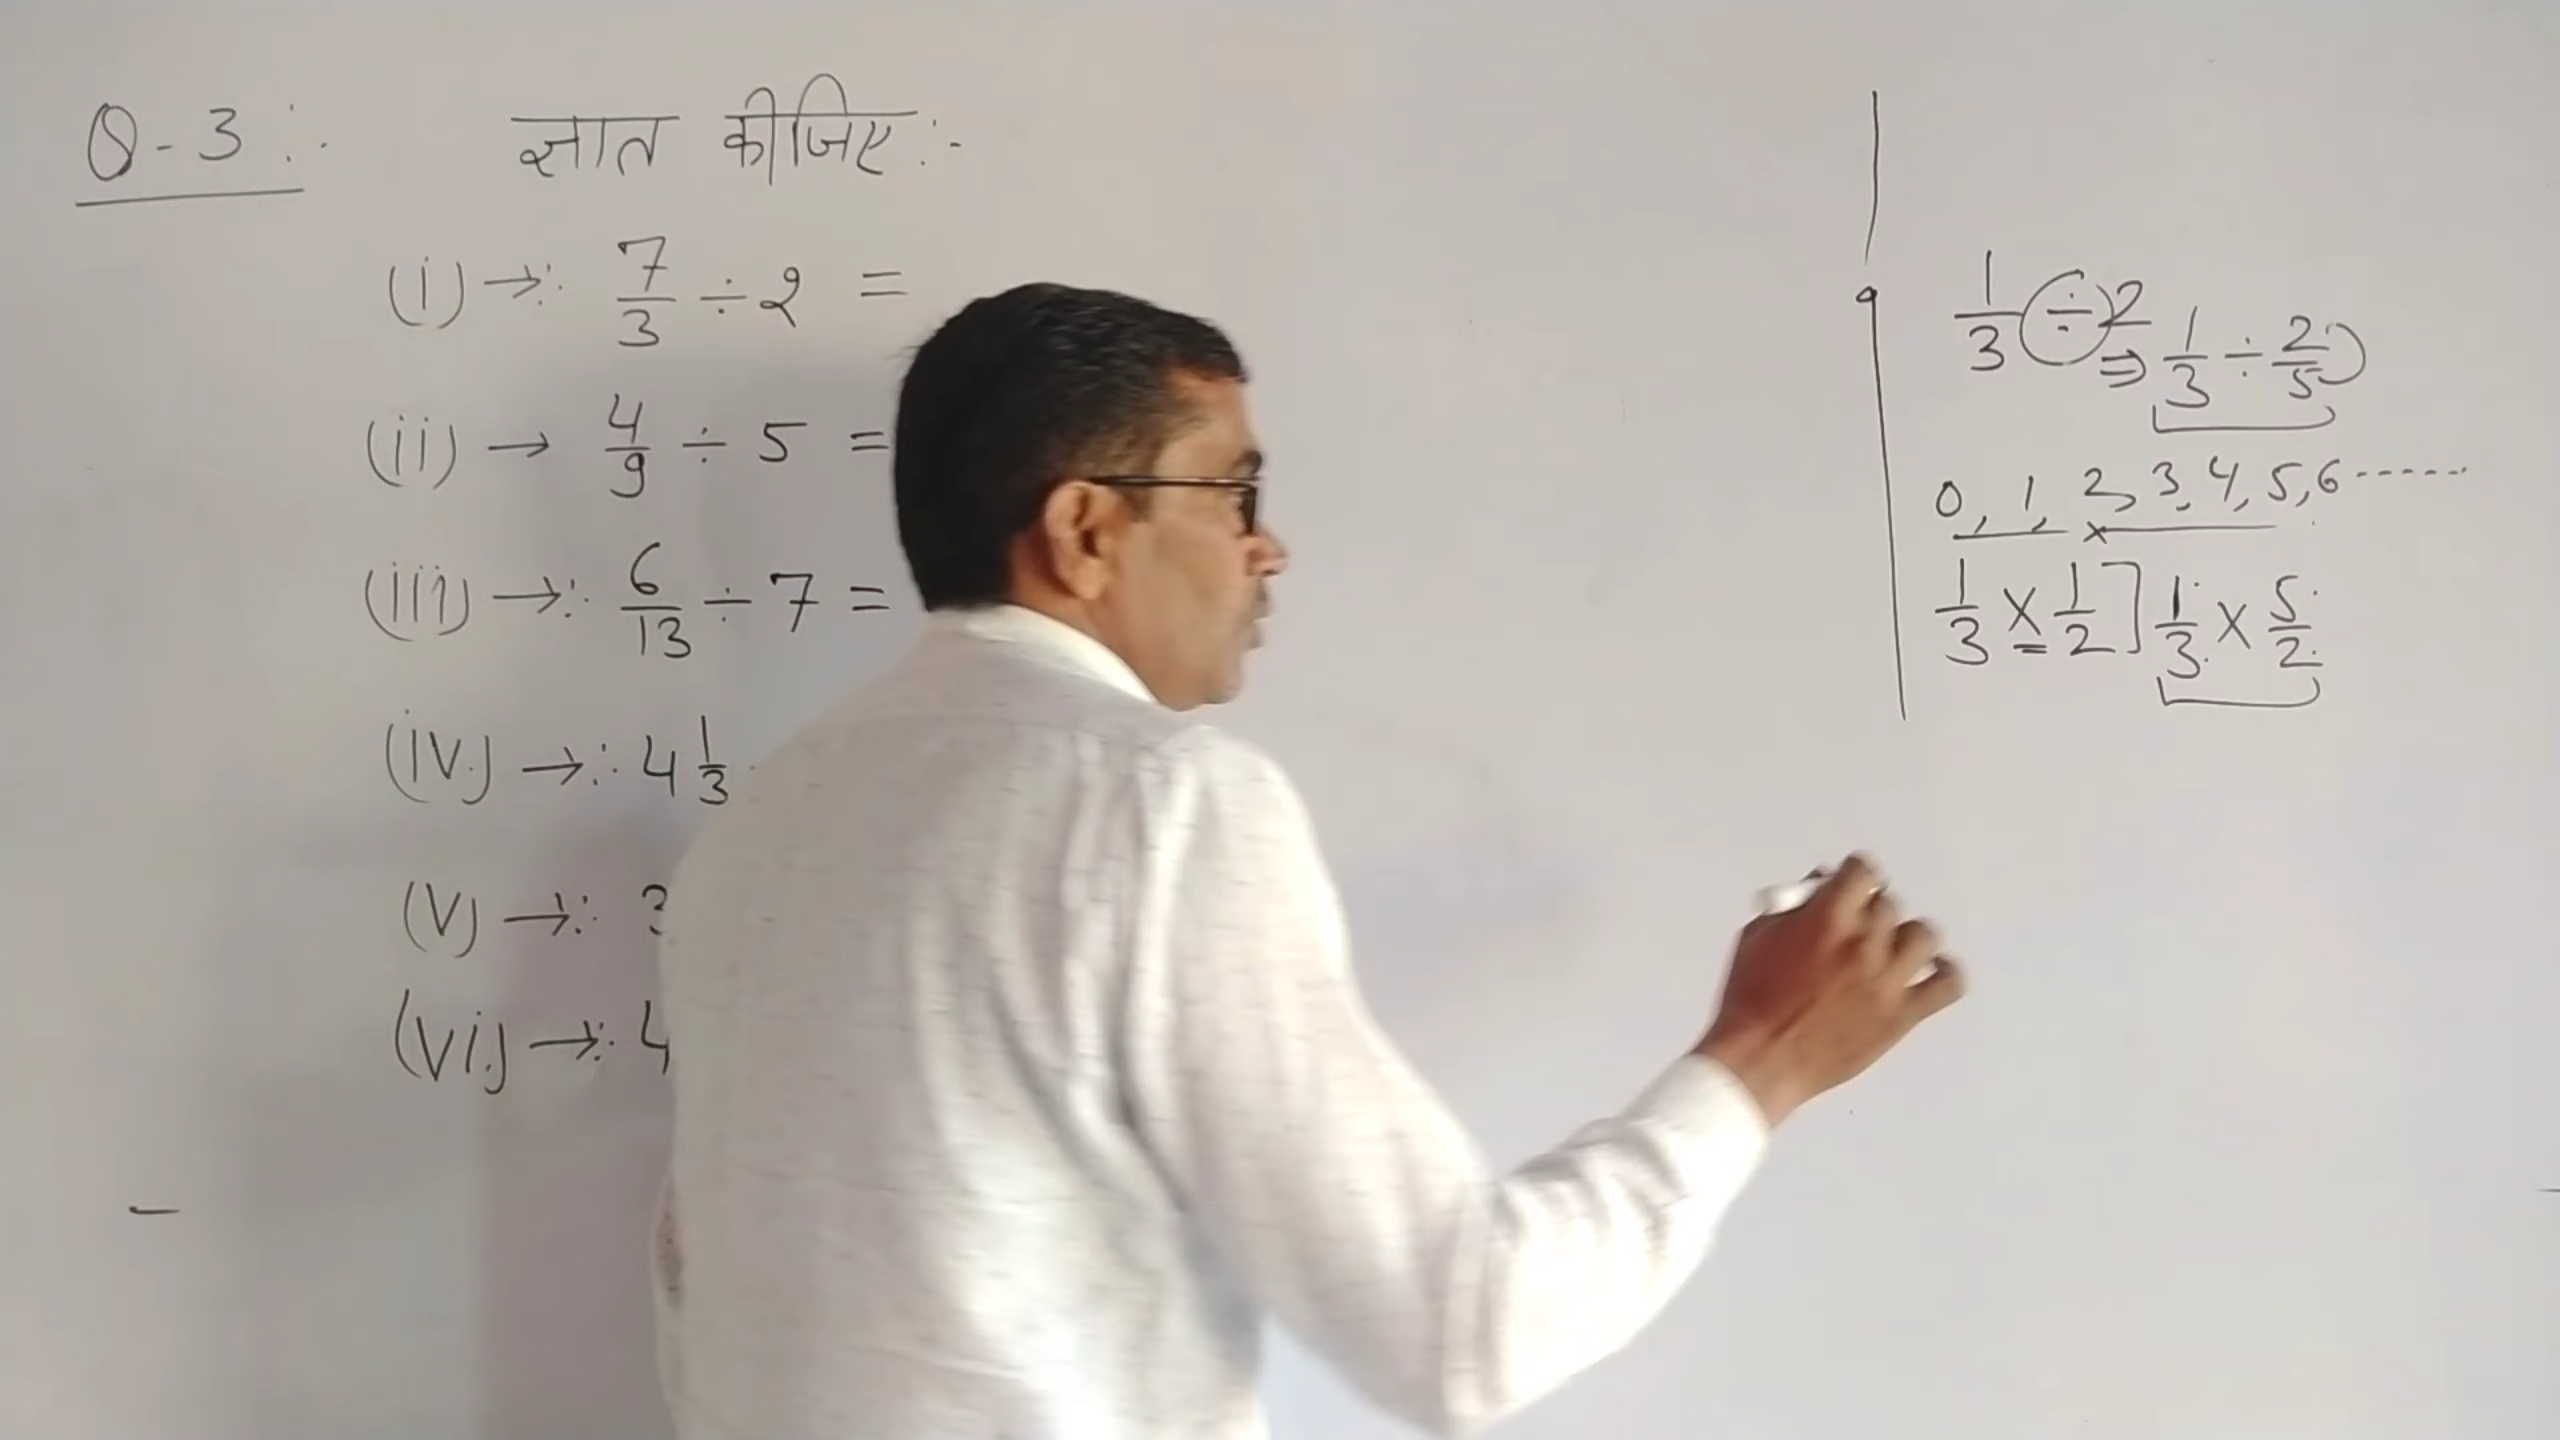 Q-3:-
ज्ञात कीजिए:-
(i) →:· 7/3 ÷ 2 =
(ii) → 4/9 ÷ 5 =
(iii) →:· 6/13 ÷ 7 =
(iv) →:· 4 1/3
(v) →:· 3
(vi) →:· 4
1/3 ÷ 2
⇒ 1/3 ÷ 2/5
0, 1, 2, 3, 4, 5, 6 ------
1/3 × 1/2 ] 1/3 × 5/2